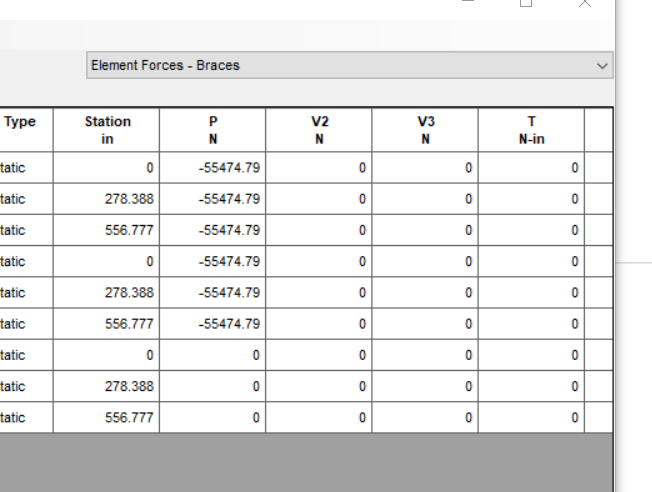 Element Forces - Braces
Type Station P V2 V3 T
in N N N N-in
tatic 0 -55474.79 0 0 0
tatic 278.388 -55474.79 0 0 0
tatic 556.777 -55474.79 0 0 0
tatic 0 -55474.79 0 0 0
tatic 278.388 -55474.79 0 0 0
tatic 556.777 -55474.79 0 0 0
tatic 0 0 0 0 0
tatic 278.388 0 0 0 0
tatic 556.777 0 0 0 0